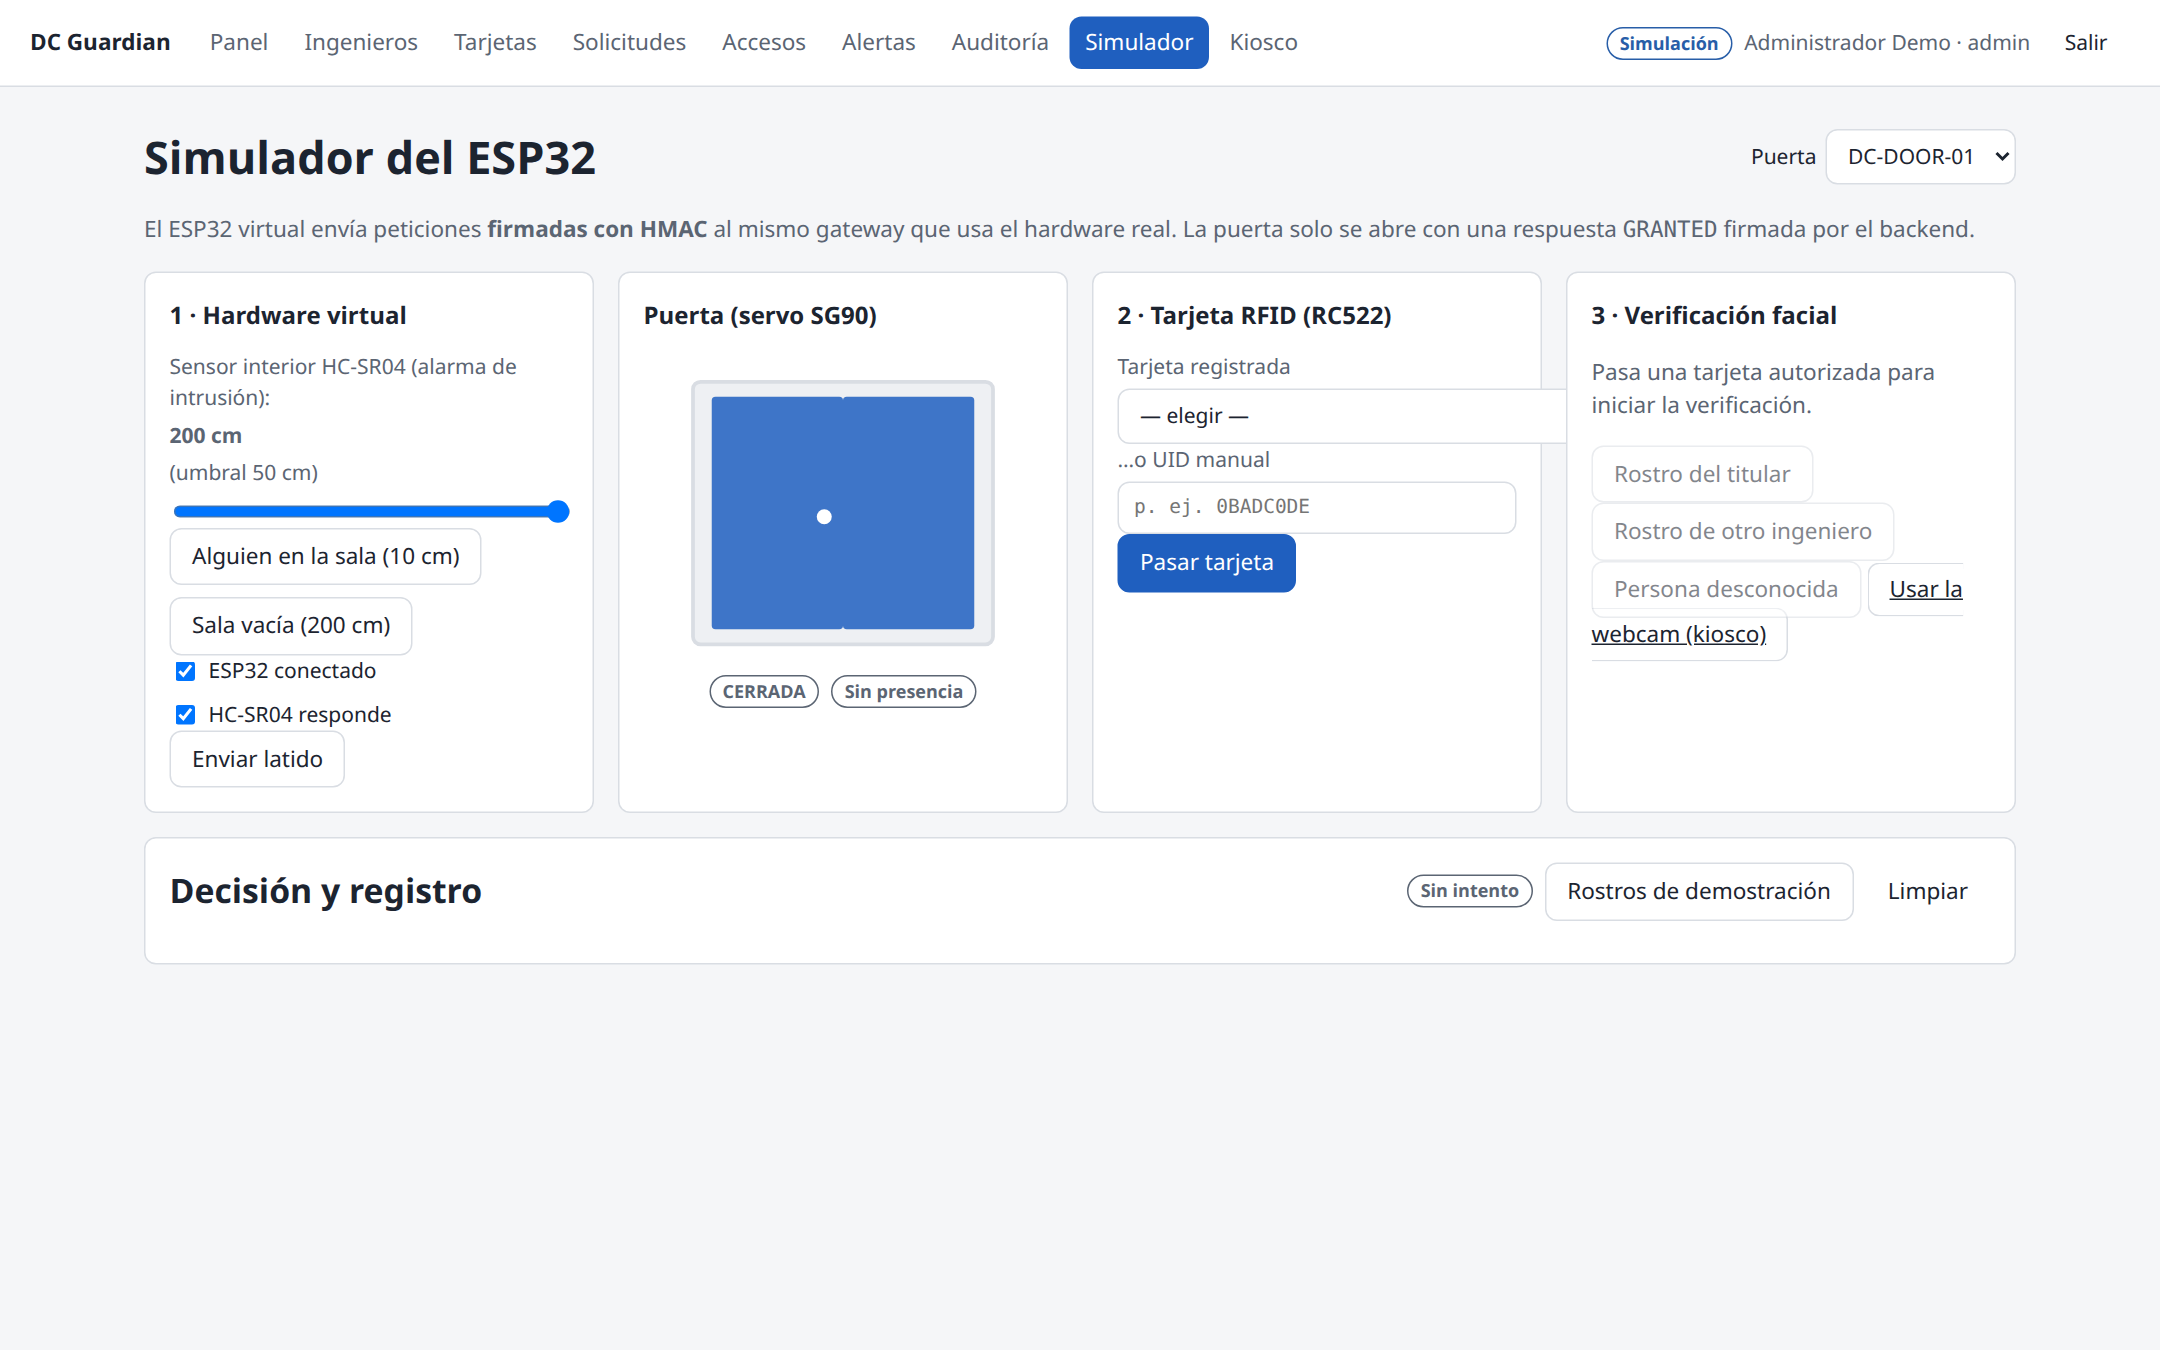 DC Guardian Panel Ingenieros Tarjetas Solicitudes Accesos Alertas Auditoría Simulador Kiosco Simulación Administrador Demo · admin Salir
Simulador del ESP32
Puerta DC-DOOR-01
El ESP32 virtual envía peticiones firmadas con HMAC al mismo gateway que usa el hardware real. La puerta solo se abre con una respuesta GRANTED firmada por el backend.
1 · Hardware virtual
Sensor interior HC-SR04 (alarma de
intrusión):
200 cm
(umbral 50 cm)
Alguien en la sala (10 cm)
Sala vacía (200 cm)
ESP32 conectado
HC-SR04 responde
Enviar latido
Puerta (servo SG90)
CERRADA Sin presencia
2 · Tarjeta RFID (RC522)
Tarjeta registrada
— elegir —
...o UID manual
p. ej. 0BADC0DE
Pasar tarjeta
3 · Verificación facial
Pasa una tarjeta autorizada para
iniciar la verificación.
Rostro del titular
Rostro de otro ingeniero
Persona desconocida Usar la
webcam (kiosco)
Decisión y registro
Sin intento Rostros de demostración Limpiar